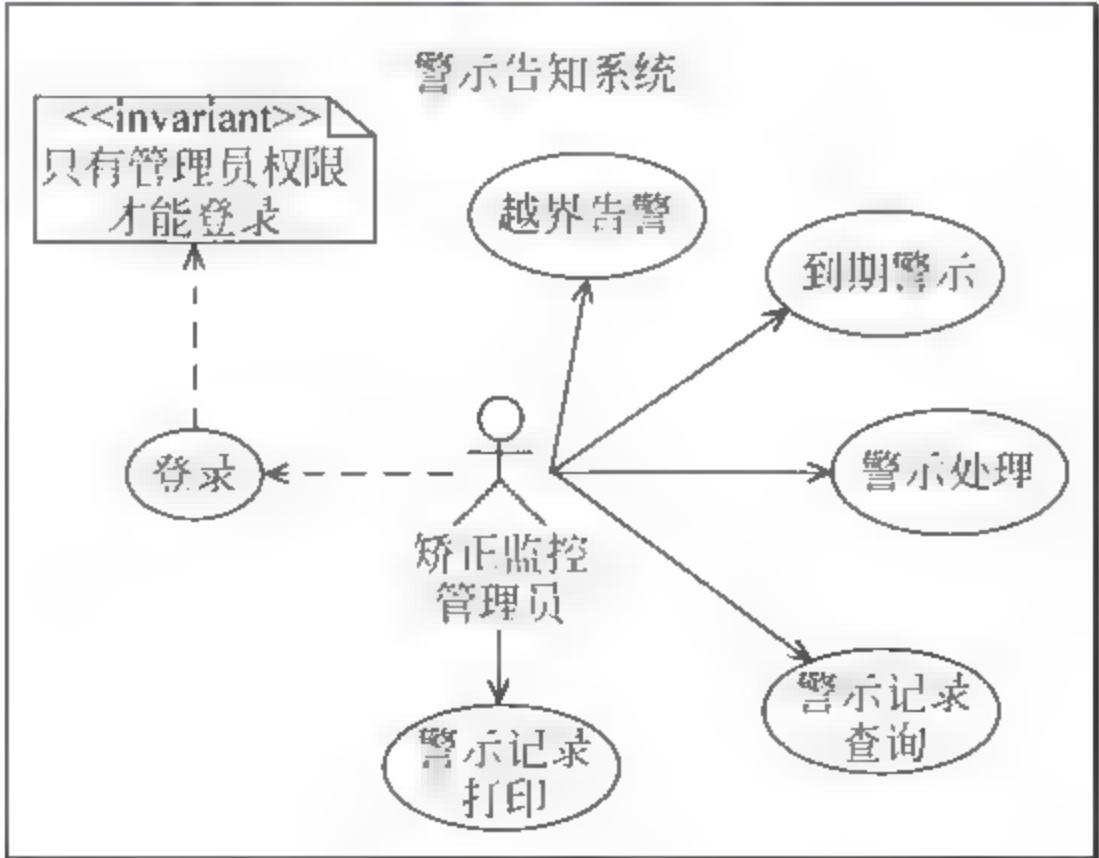 警示告知系统
<<invariant>>
只有管理员权限
才能登录
越界告警
到期警示
登录
警示处理
矫正监控
管理员
警示记录
查询
警示记录
打印